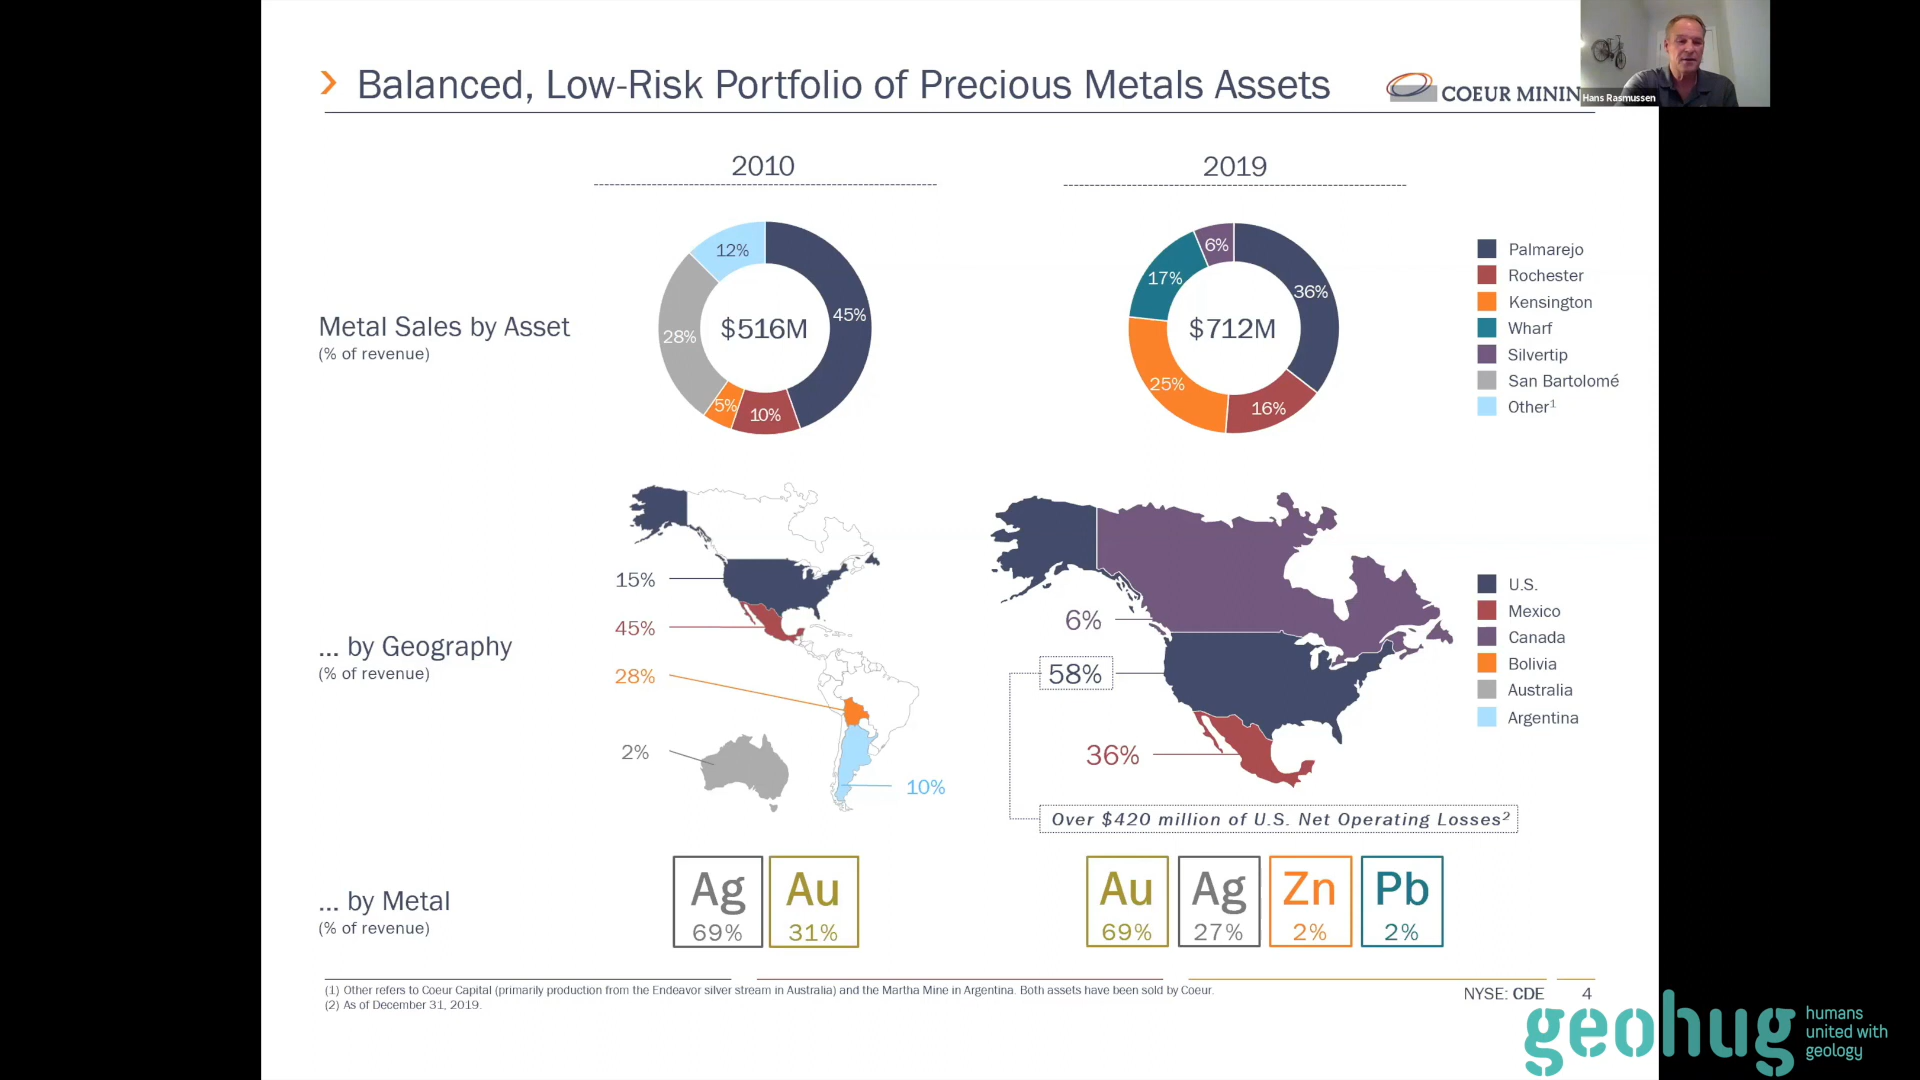 Balanced, Low-Risk Portfolio of Precious Metals Assets
COEUR MININ
Hans Rasmussen
2010
2019
Metal Sales by Asset
(% of revenue)
12%
45%
28%
5%
10%
$516M
6%
17%
36%
25%
16%
$712M
Palmarejo
Rochester
Kensington
Wharf
Silvertip
San Bartolomé
Other¹
... by Geography
(% of revenue)
15%
45%
28%
2%
10%
6%
58%
36%
Over $420 million of U.S. Net Operating Losses²
U.S.
Mexico
Canada
Bolivia
Australia
Argentina
... by Metal
(% of revenue)
Ag
69%
Au
31%
Au
69%
Ag
27%
Zn
2%
Pb
2%
(1) Other refers to Coeur Capital (primarily production from the Endeavor silver stream in Australia) and the Martha Mine in Argentina. Both assets have been sold by Coeur.
(2) As of December 31, 2019.
NYSE: CDE 4
geohug
humans
united with
geology